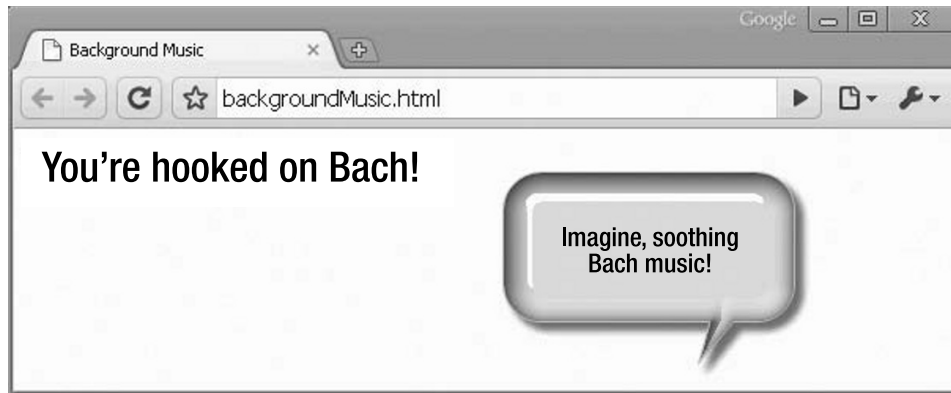 Google
Background Music
backgroundMusic.html
You're hooked on Bach!
Imagine, soothing
Bach music!